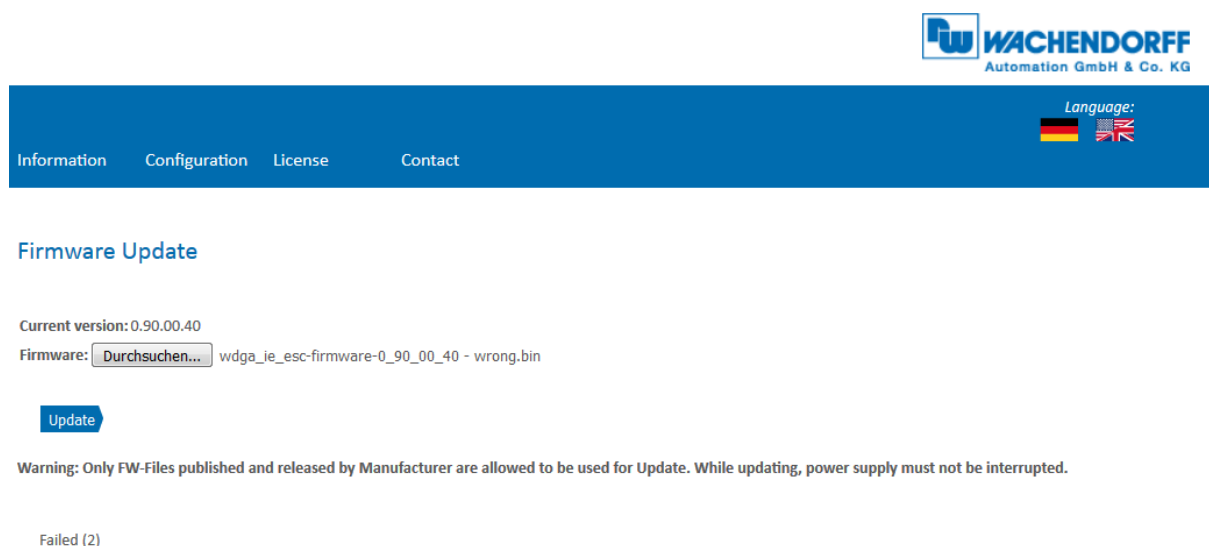 WACHENDORFF
Automation GmbH & Co. KG
Language:
Information Configuration License Contact
Firmware Update
Current version: 0.90.00.40
Firmware: Durchsuchen... wdga_ie_esc-firmware-0_90_00_40 - wrong.bin
Update
Warning: Only FW-Files published and released by Manufacturer are allowed to be used for Update. While updating, power supply must not be interrupted.
Failed (2)